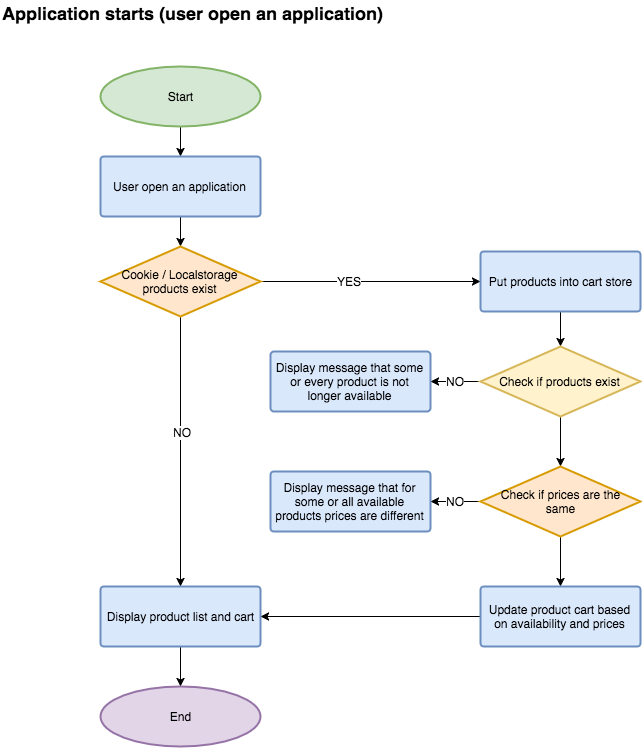 Application starts (user open an application)
Start
User open an application
Cookie / Localstorage
products exist
YES
Put products into cart store
Display message that some
or every product is not
longer available
NO
Check if products exist
NO
Display message that for
some or all available
products prices are different
NO
Check if prices are the
same
Display product list and cart
Update product cart based
on availability and prices
End